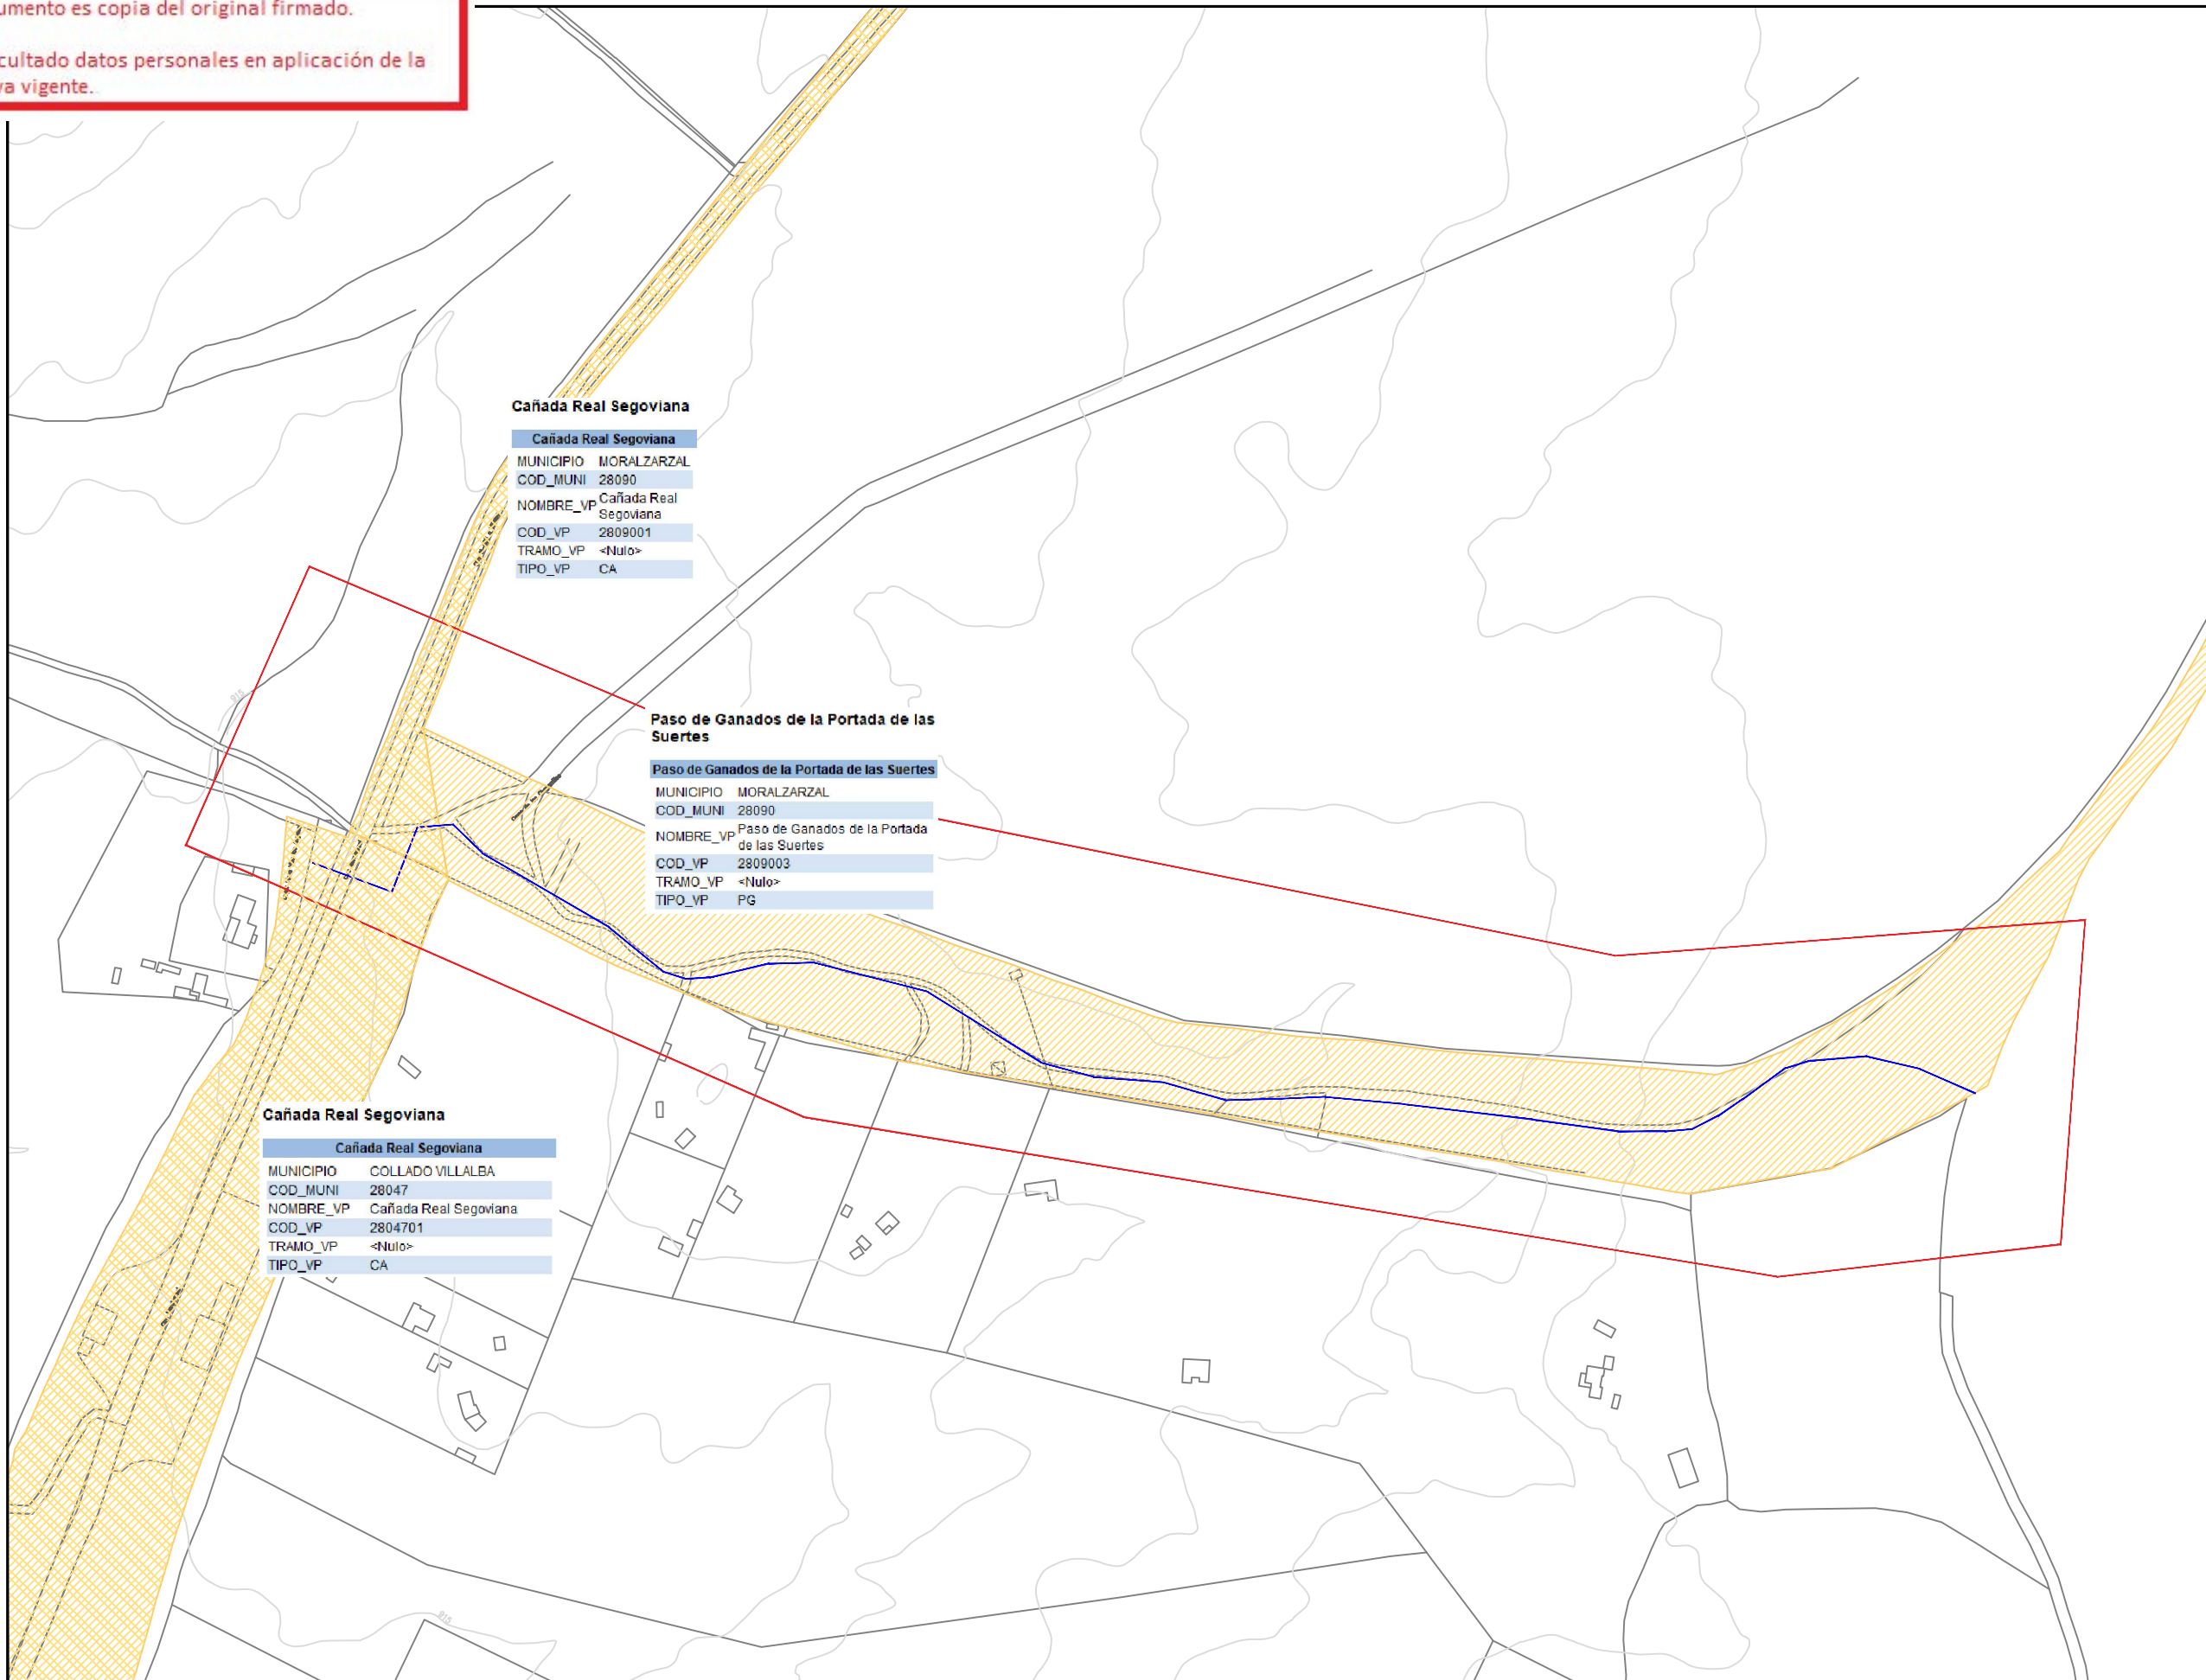 umento es copia del original firmado.
cultado datos personales en aplicación de la
va vigente.
Cañada Real Segoviana
Cañada Real Segoviana
MUNICIPIO MORALZARZAL
COD_MUNI 28090
NOMBRE_VP Cañada Real
Segoviana
COD_VP 2809001
TRAMO_VP <Nulo>
TIPO_VP CA
915
Paso de Ganados de la Portada de las
Suertes
Paso de Ganados de la Portada de las Suertes
MUNICIPIO MORALZARZAL
COD_MUNI 28090
NOMBRE_VP Paso de Ganados de la Portada
de las Suertes
COD_VP 2809003
TRAMO_VP <Nulo>
TIPO_VP PG
Cañada Real Segoviana
Cañada Real Segoviana
MUNICIPIO COLLADO VILLALBA
COD_MUNI 28047
NOMBRE_VP Cañada Real Segoviana
COD_VP 2804701
TRAMO_VP <Nulo>
TIPO_VP CA
915